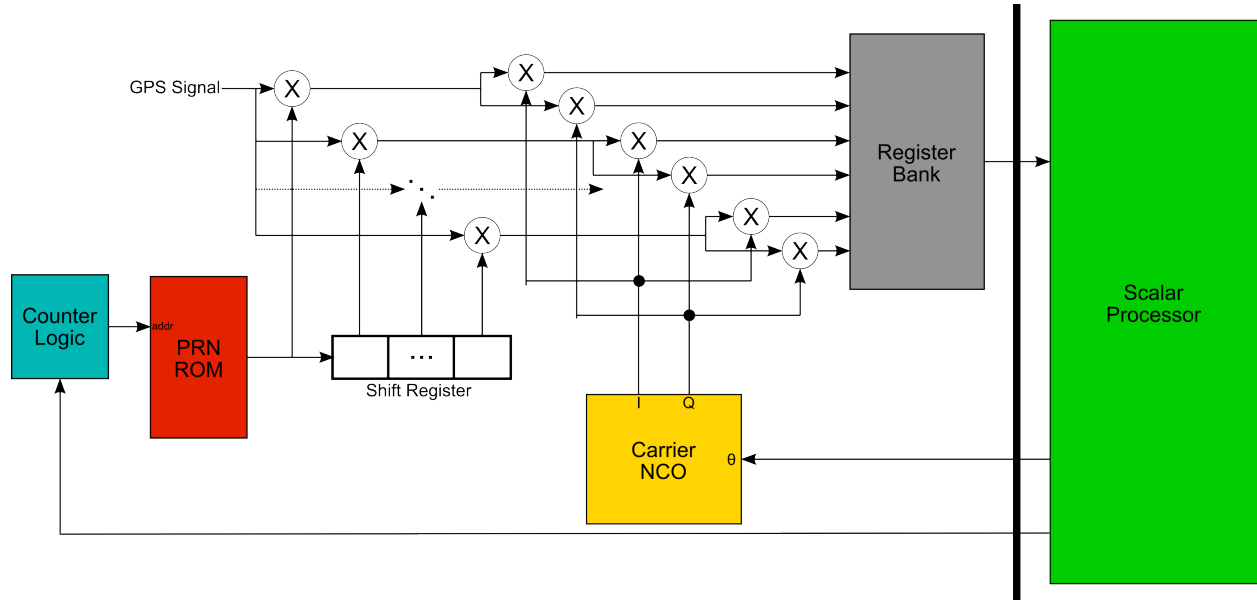 GPS Signal
X
X
X
X
X
X
X
X
X
Register
Bank
Scalar
Processor
Counter
Logic
addr
PRN
ROM
...
Shift Register
I
Q
Carrier
NCO
θ